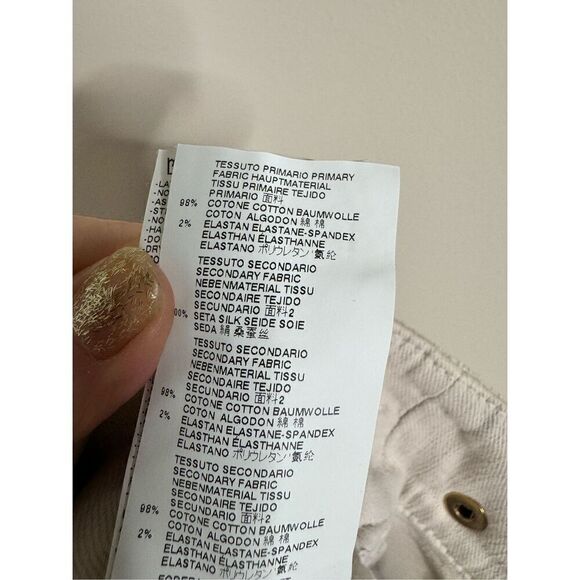 TESSUTO PRIMARIO PRIMARY
FABRIC HAUPTMATERIAL
TISSU PRIMAIRE TEJIDO
PRIMARIO 面料
98% COTONE COTTON BAUMWOLLE
COTON ALGODON 綿 棉
2% ELASTAN ELASTANE-SPANDEX
ELASTHAN ÉLASTHANNE
ELASTANO ポリウレタン 氨纶
TESSUTO SECONDARIO
SECONDARY FABRIC
NEBENMATERIAL TISSU
SECONDAIRE TEJIDO
SECUNDARIO 面料2
00% SETA SILK SEIDE SOIE
SEDA 絹 桑蚕丝
TESSUTO SECONDARIO
SECONDARY FABRIC
NEBENMATERIAL TISSU
SECONDAIRE TEJIDO
SECUNDARIO 面料2
98% COTONE COTTON BAUMWOLLE
COTON ALGODON 綿 棉
2% ELASTAN ELASTANE-SPANDEX
ELASTHAN ÉLASTHANNE
ELASTANO ポリウレタン 氨纶
TESSUTO SECONDARIO
SECONDARY FABRIC
NEBENMATERIAL TISSU
SECONDAIRE TEJIDO
SECUNDARIO 面料2
98% COTONE COTTON BAUMWOLLE
COTON ALGODON 綿 棉
2% ELASTAN ELASTANE-SPANDEX
ELASTHAN ÉLASTHANNE
ELASTANO ポリウレタン 氨纶